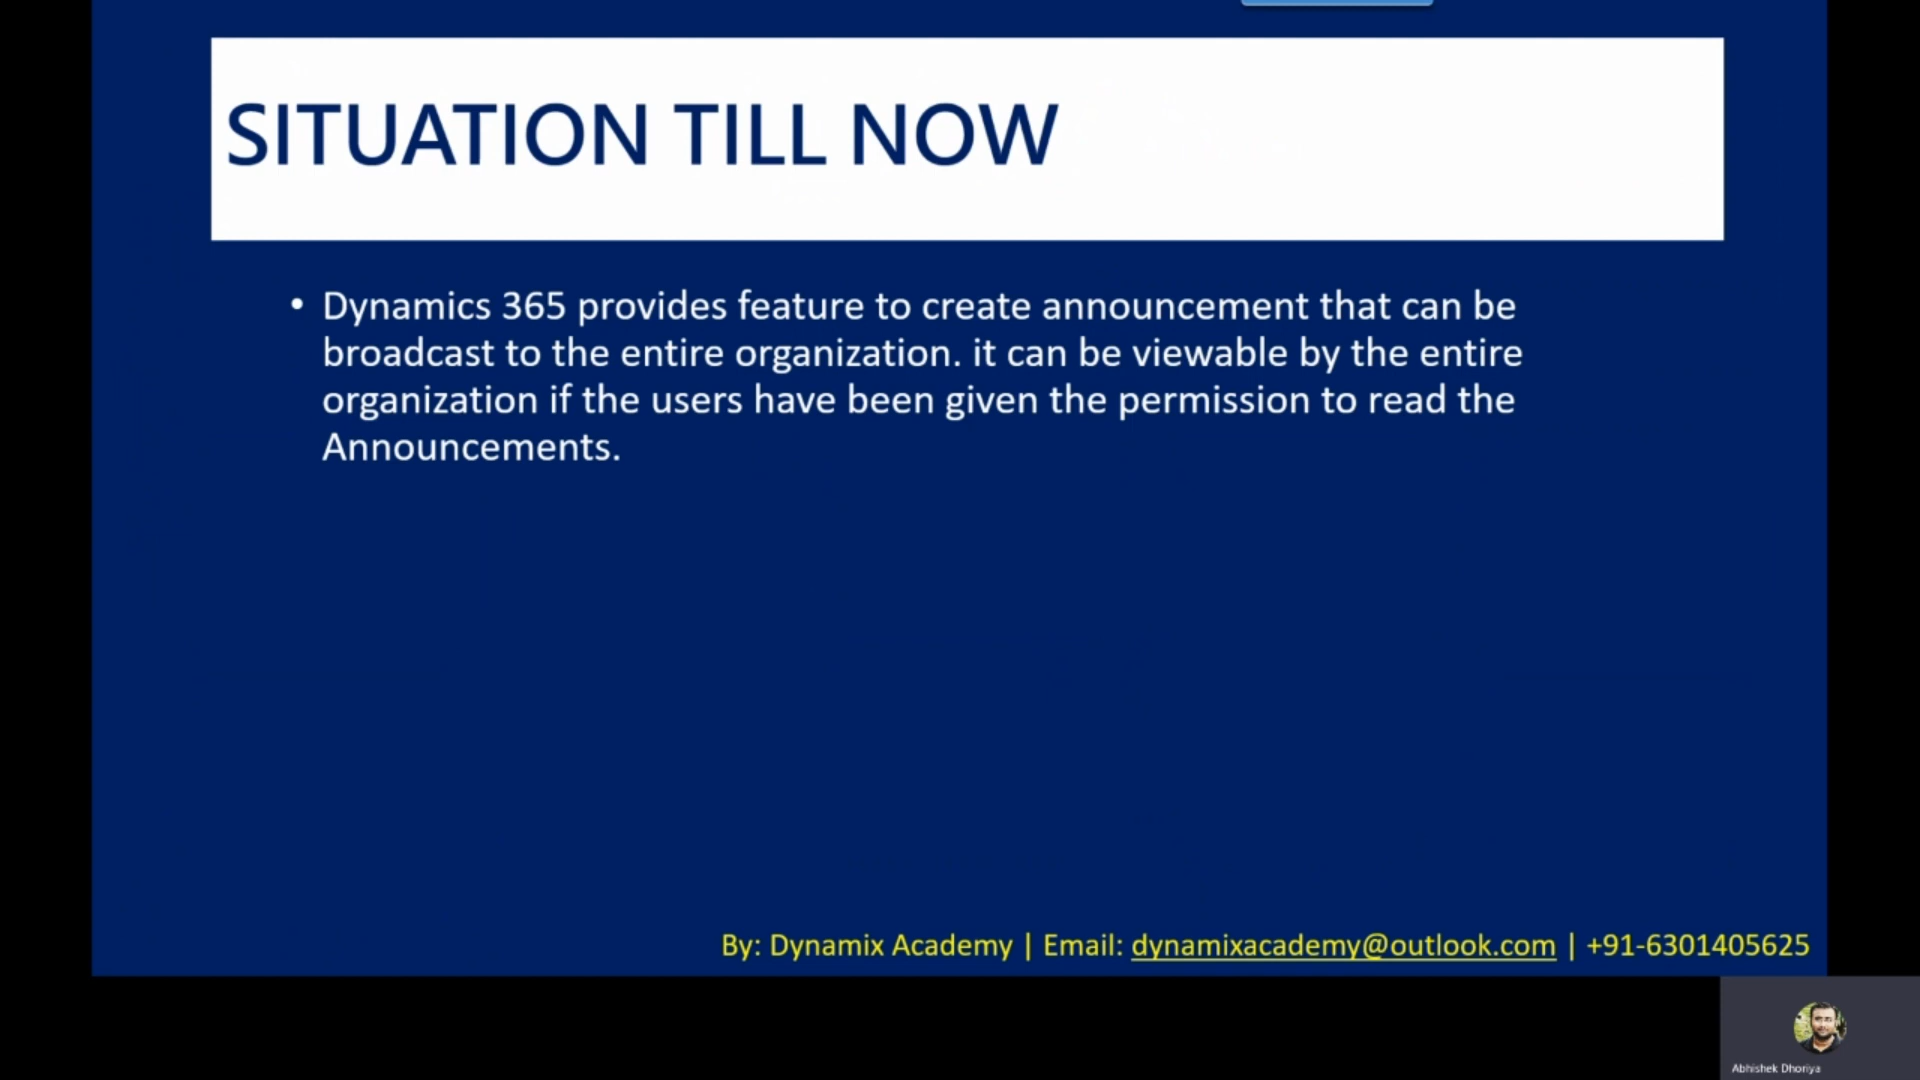 SITUATION TILL NOW
• Dynamics 365 provides feature to create announcement that can be
broadcast to the entire organization. it can be viewable by the entire
organization if the users have been given the permission to read the
Announcements.
By: Dynamix Academy | Email: dynamixacademy@outlook.com | +91-6301405625
Abhishek Dhoriya